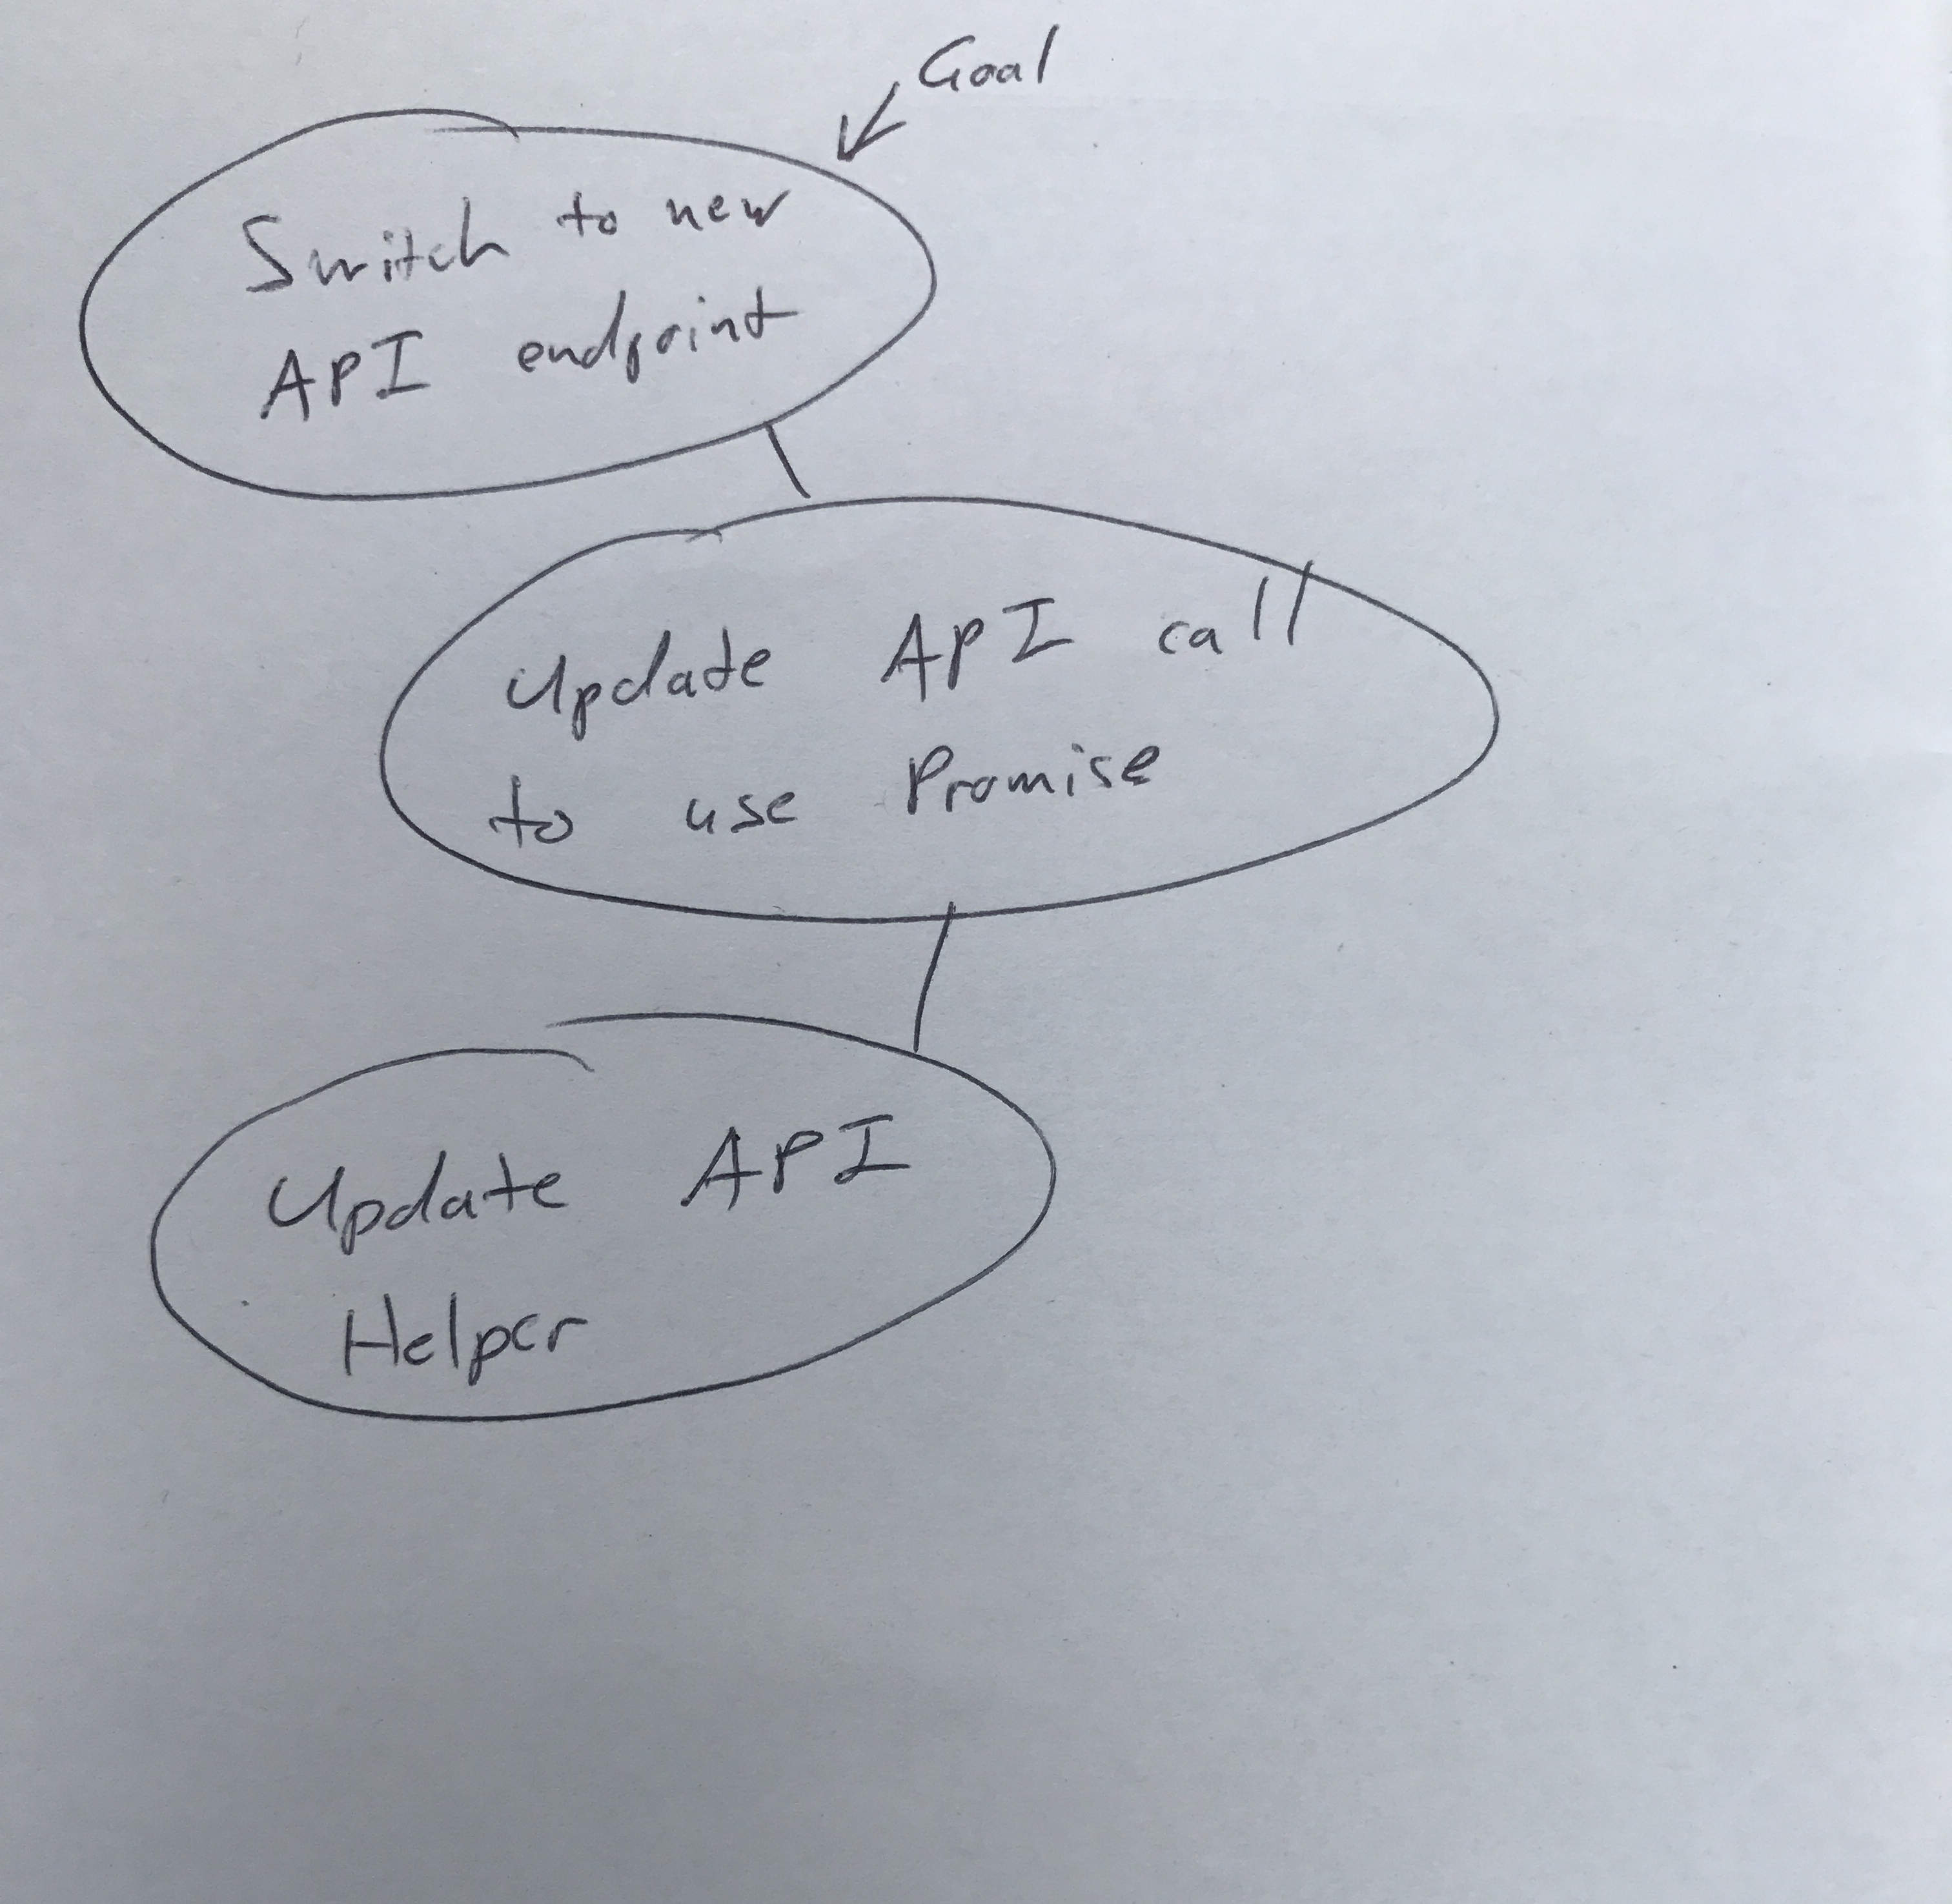 Goal
Switch to new
API endpoint
Update API call
to use Promise
Update API
Helper